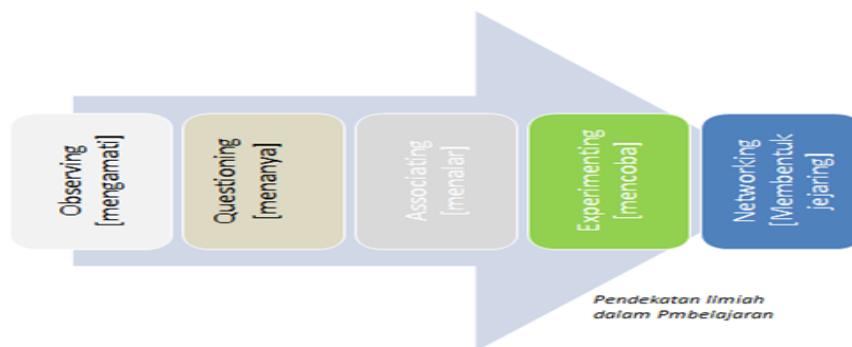 Observing
[mengamati]
Questioning
[menanya]
Associating
[menalar]
Experimenting
[mencoba]
Networking
[Membentuk
jejaring]
Pendekatan Ilmiah
dalam Pmbelajaran